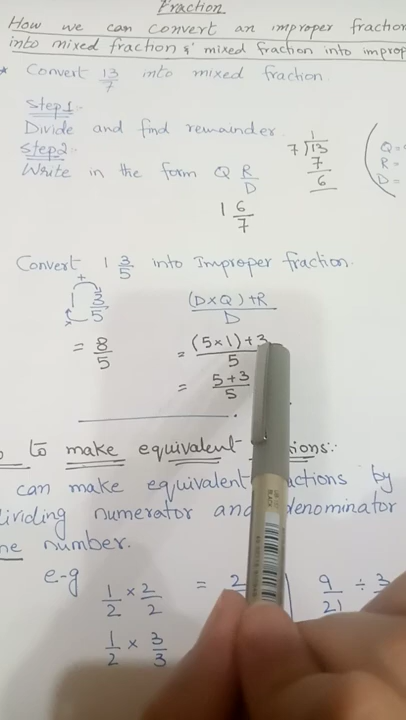 Fraction
How we can convert an improper fraction
into mixed fraction & mixed fraction into improp
* Convert 13/7 into mixed fraction.
Step 1
Divide and find remainder.
Step 2
Write in the form Q R/D
1
7 ) 13
7
6
Q =
R =
D =
1 6/7
Convert 1 3/5 into Improper fraction.
+
1 3/5
×
(D×Q)+R / D
= 8/5
= (5×1)+3 / 5
= 5+3 / 5
to make equivalent
can make equivalent by
numerator and denominator
number.
e-g
1/2 × 2/2 = 2
9/21 ÷ 3
1/2 × 3/3